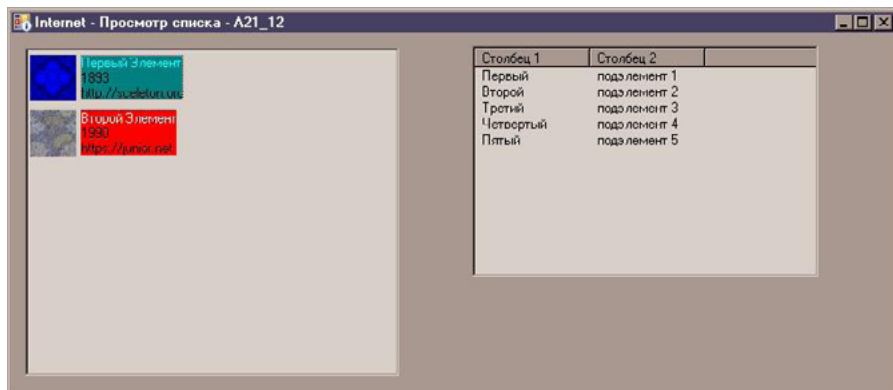 Internet - Просмотр списка - Л21_12
Первый Элемент
1893
http://sceleton.org
Второй Элемент
1990
https://junior.net
Столбец 1 Столбец 2
Первый подэлемент 1
Второй подэлемент 2
Третий подэлемент 3
Четвертый подэлемент 4
Пятый подэлемент 5